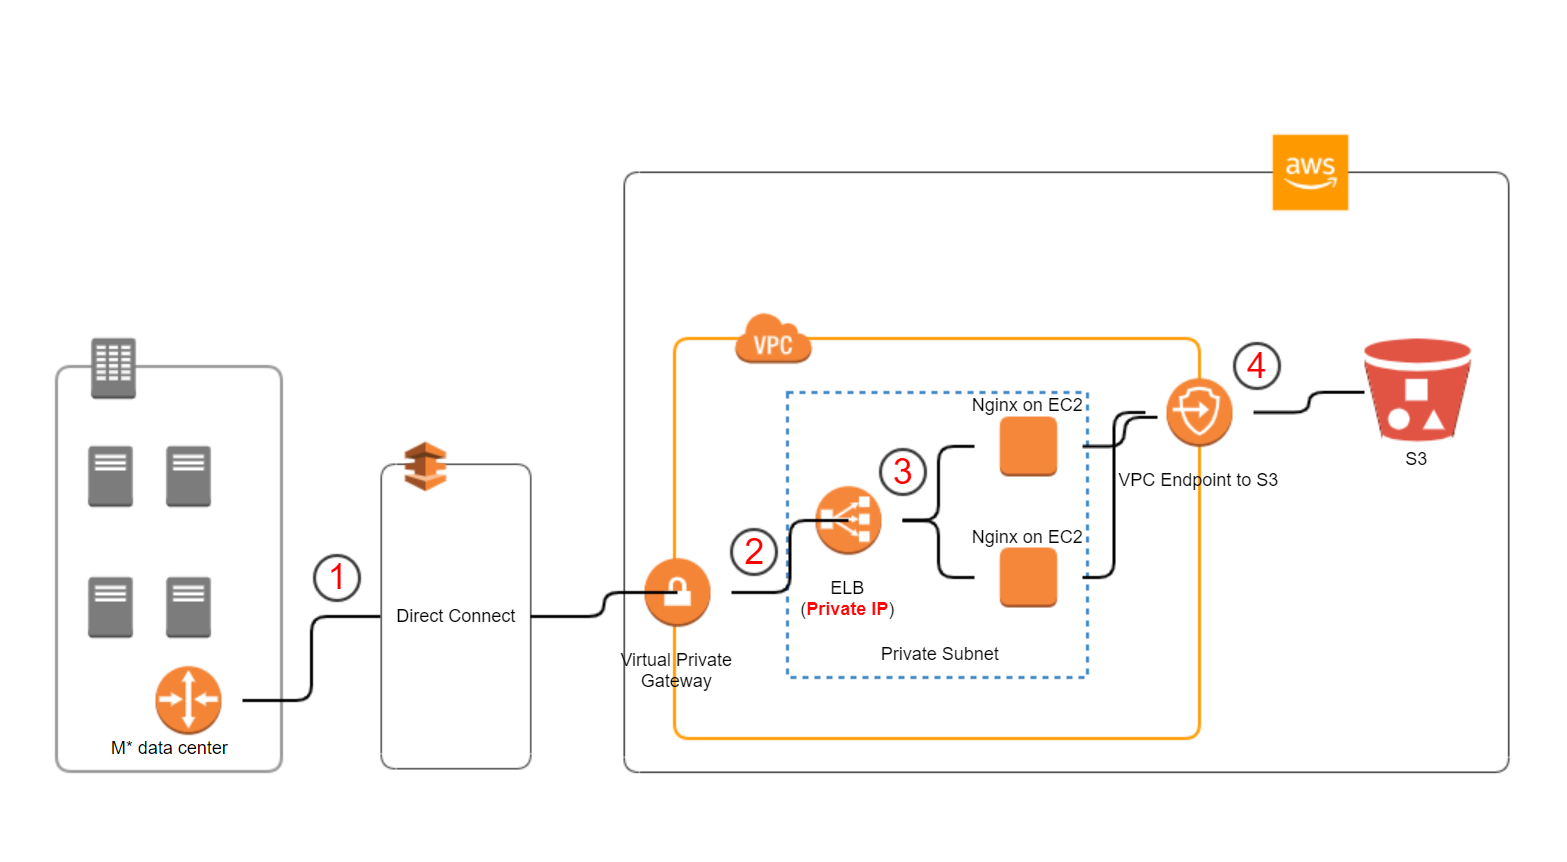 aws
VPC
4
Nginx on EC2
S3
3
VPC Endpoint to S3
Nginx on EC2
2
1
ELB
(Private IP)
Direct Connect
Private Subnet
Virtual Private
Gateway
M* data center